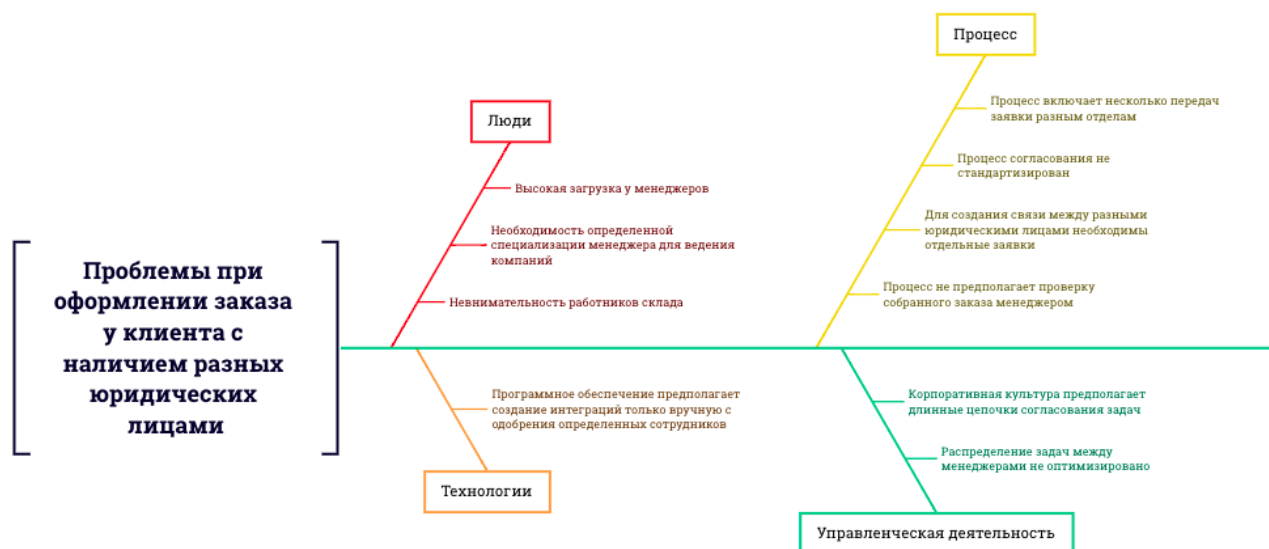 Процесс
Процесс включает несколько передач
заявки разным отделам
Люди
Процесс согласования не
стандартизирован
Высокая загрузка у менеджеров
Необходимость определенной
специализации менеджера для ведения
компаний
Для создания связи между разными
юридическими лицами необходимы
отдельные заявки
Невнимательность работников склада
Процесс не предполагает проверку
собранного заказа менеджером
Проблемы при
оформлении заказа
у клиента с
наличием разных
юридических
лицами
Программное обеспечение предполагает
создание интеграций только вручную с
одобрения определенных сотрудников
Технологии
Корпоративная культура предполагает
длинные цепочки согласования задач
Распределение задач между
менеджерами не оптимизировано
Управленческая деятельность